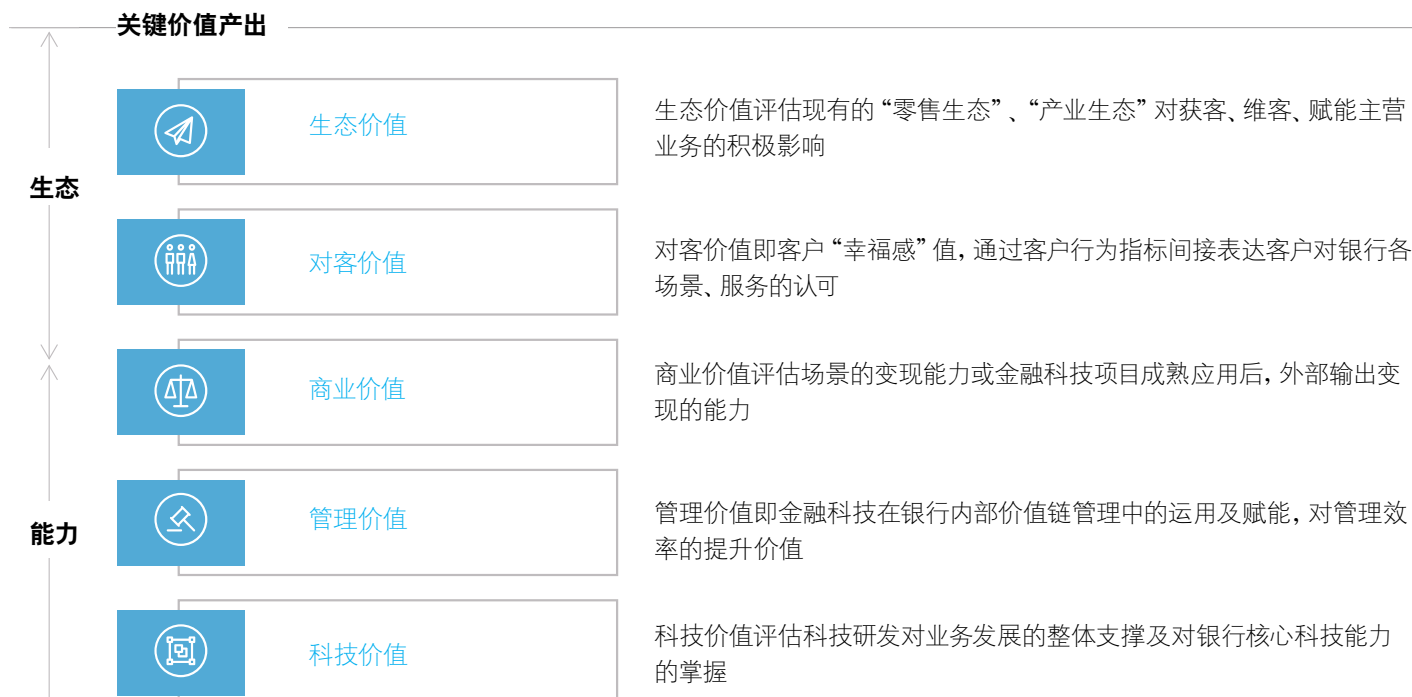 关键价值产出
生态
生态价值
生态价值评估现有的“零售生态”、“产业生态”对获客、维客、赋能主营
业务的积极影响
对客价值
对客价值即客户“幸福感”值，通过客户行为指标间接表达客户对银行各
场景、服务的认可
能力
商业价值
商业价值评估场景的变现能力或金融科技项目成熟应用后，外部输出变
现的能力
管理价值
管理价值即金融科技在银行内部价值链管理中的运用及赋能，对管理效
率的提升价值
科技价值
科技价值评估科技研发对业务发展的整体支撑及对银行核心科技能力
的掌握